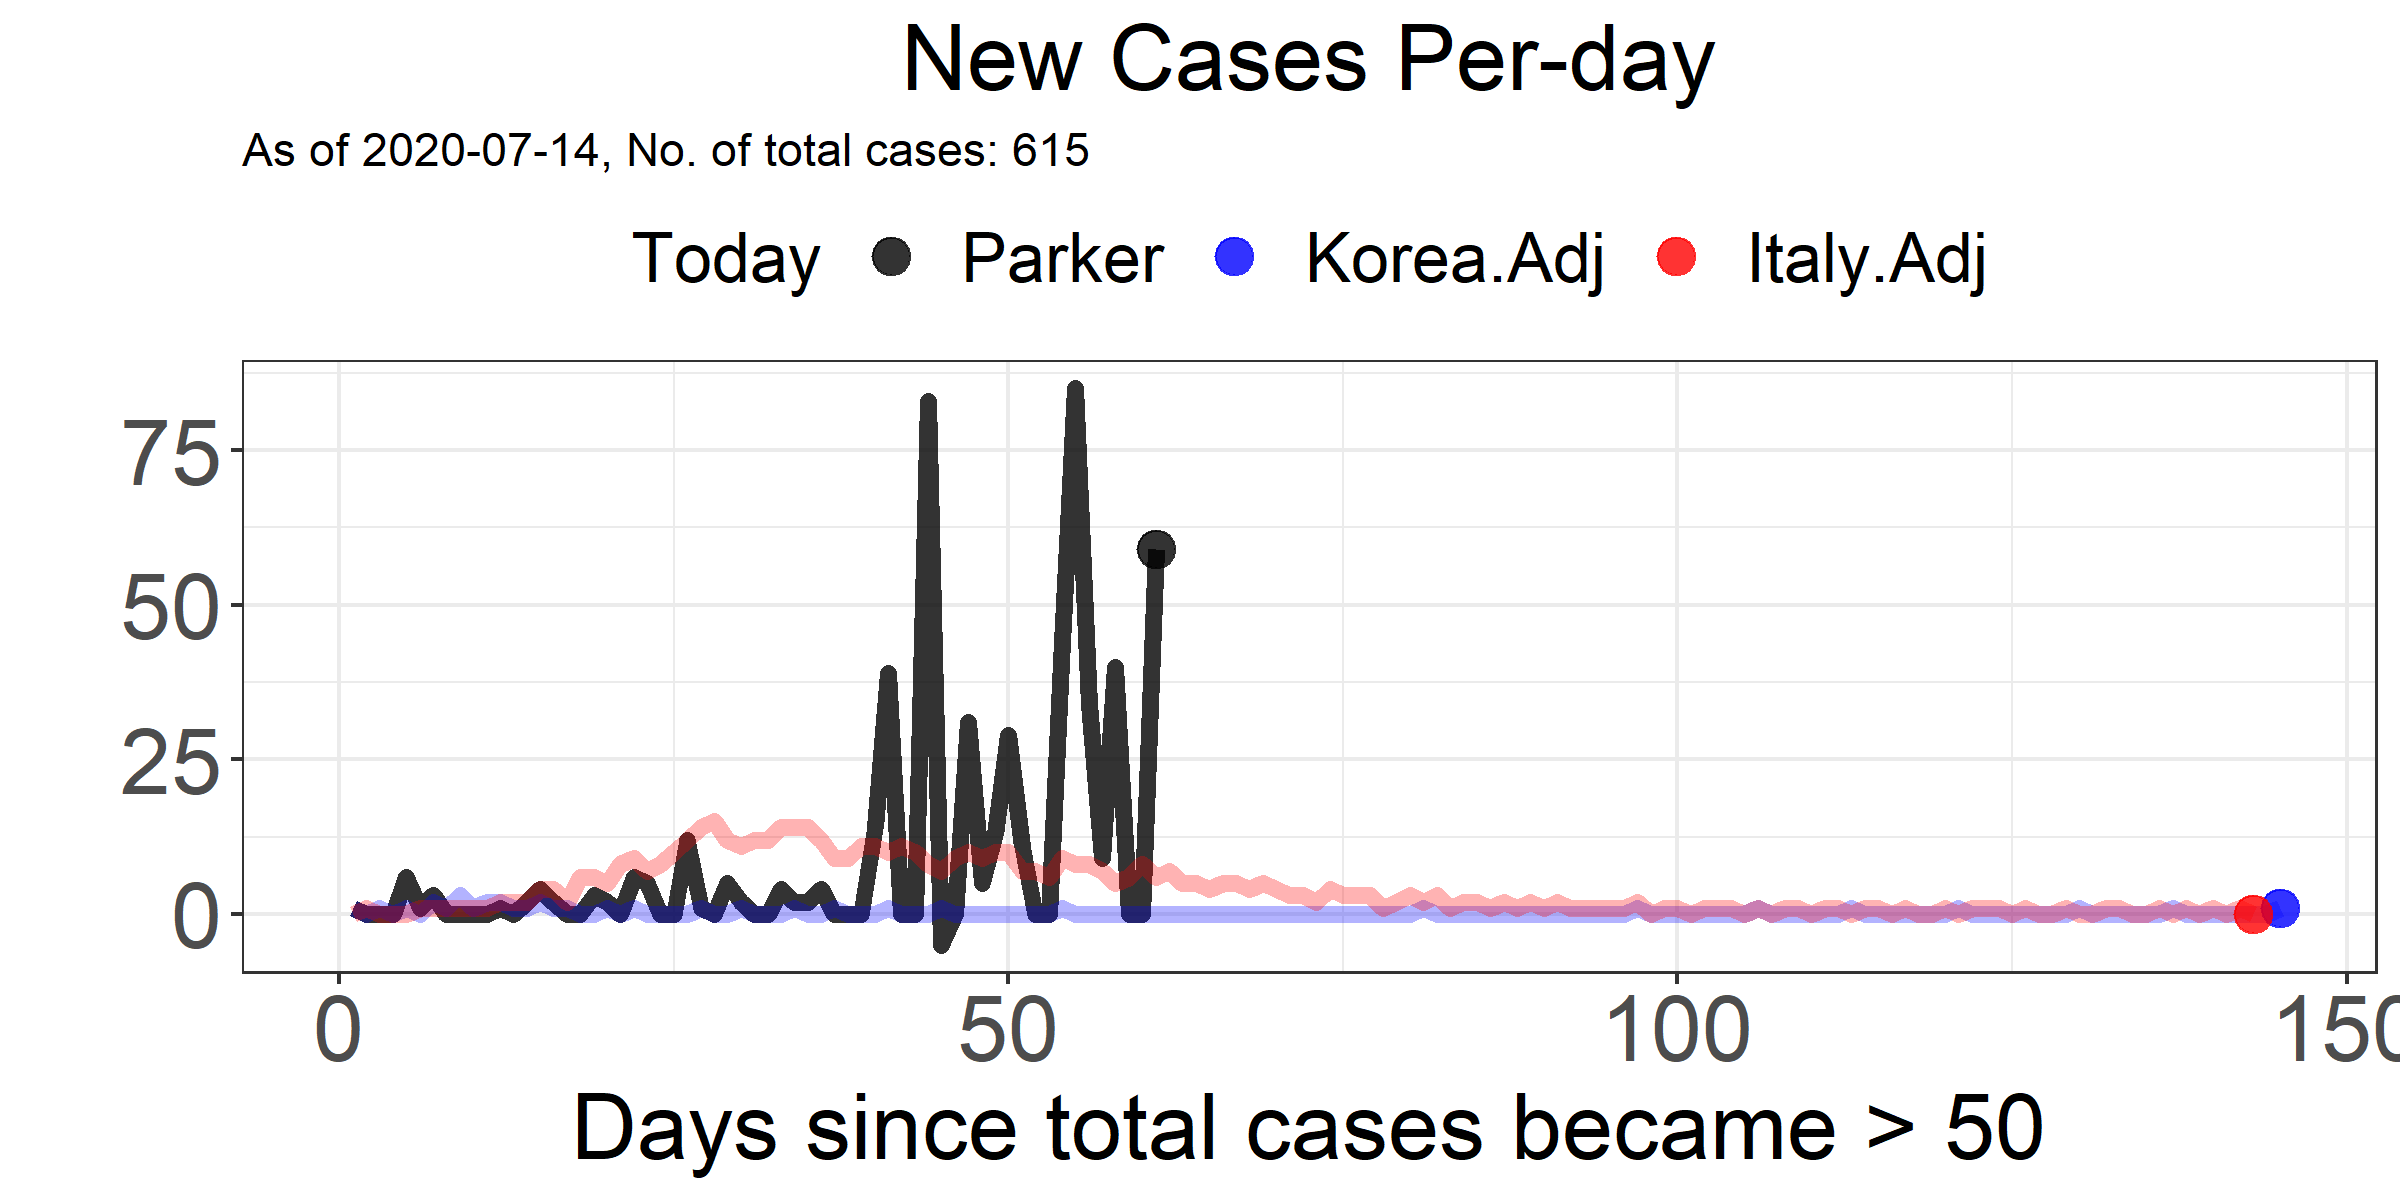 New Cases Per-day
As of 2020-07-14, No. of total cases: 615
Today Parker Korea.Adj Italy.Adj
75
50
25
0
0 50 100 150
Days since total cases became > 50